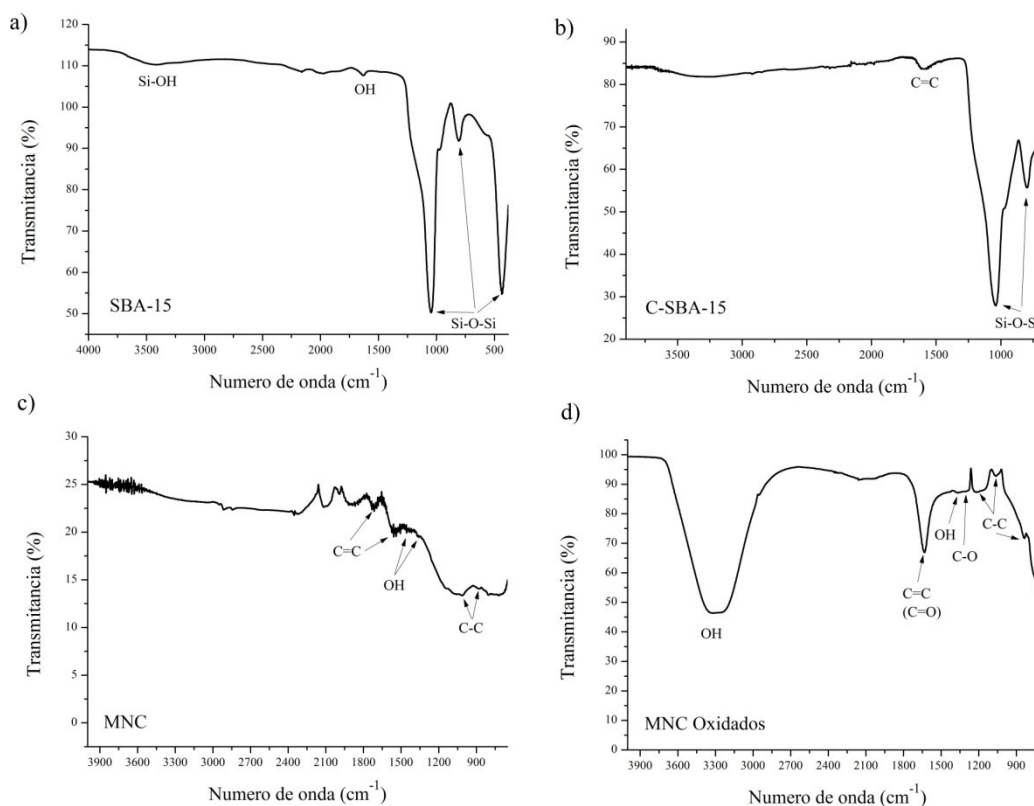 a)
Transmitancia (%)
120
110
100
90
80
70
60
50
Si-OH
OH
Si-O-Si
SBA-15
4000 3500 3000 2500 2000 1500 1000 500
Numero de onda (cm-1)
b)
Transmitancia (%)
90
80
70
60
50
40
30
20
C=C
Si-O-S
C-SBA-15
3500 3000 2500 2000 1500 1000
Numero de onda (cm-1)
c)
Transmitancia (%)
30
25
20
15
10
5
0
C=C
OH
C-C
MNC
3900 3600 3300 3000 2700 2400 2100 1800 1500 1200 900
Numero de onda (cm-1)
d)
Transmitancia (%)
100
90
80
70
60
50
40
30
20
10
0
OH
C=C
(C=O)
OH
C-O
C-C
MNC Oxidados
3900 3600 3300 3000 2700 2400 2100 1800 1500 1200 900
Numero de onda (cm-1)